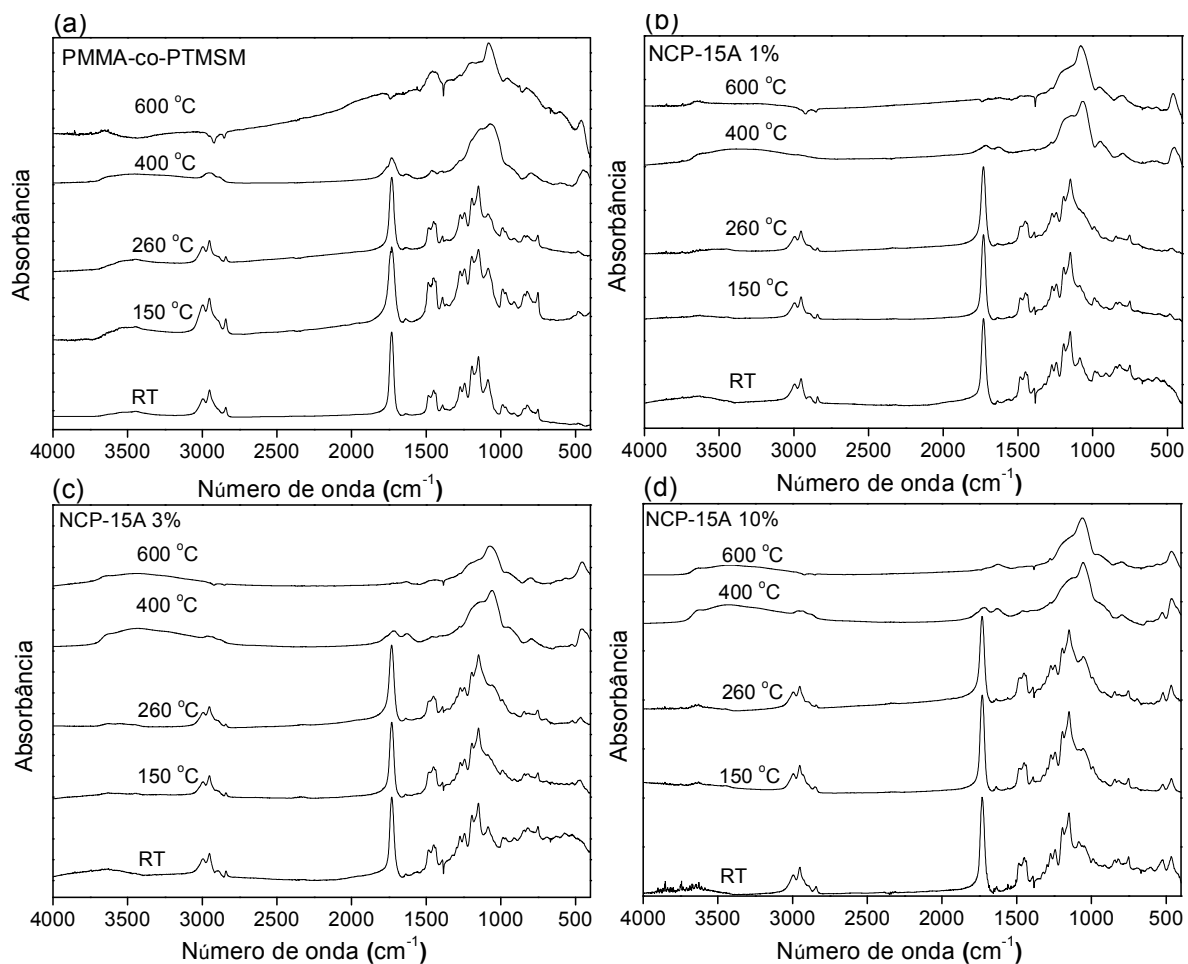 (a)
PMMA-co-PTMSM
600 °C
400 °C
260 °C
150 °C
RT
Absorbância
4000 3500 3000 2500 2000 1500 1000 500
Número de onda (cm⁻¹)
(b)
NCP-15A 1%
600 °C
400 °C
260 °C
150 °C
RT
Absorbância
4000 3500 3000 2500 2000 1500 1000 500
Número de onda (cm⁻¹)
(c)
NCP-15A 3%
600 °C
400 °C
260 °C
150 °C
RT
Absorbância
4000 3500 3000 2500 2000 1500 1000 500
Número de onda (cm⁻¹)
(d)
NCP-15A 10%
600 °C
400 °C
260 °C
150 °C
RT
Absorbância
4000 3500 3000 2500 2000 1500 1000 500
Número de onda (cm⁻¹)